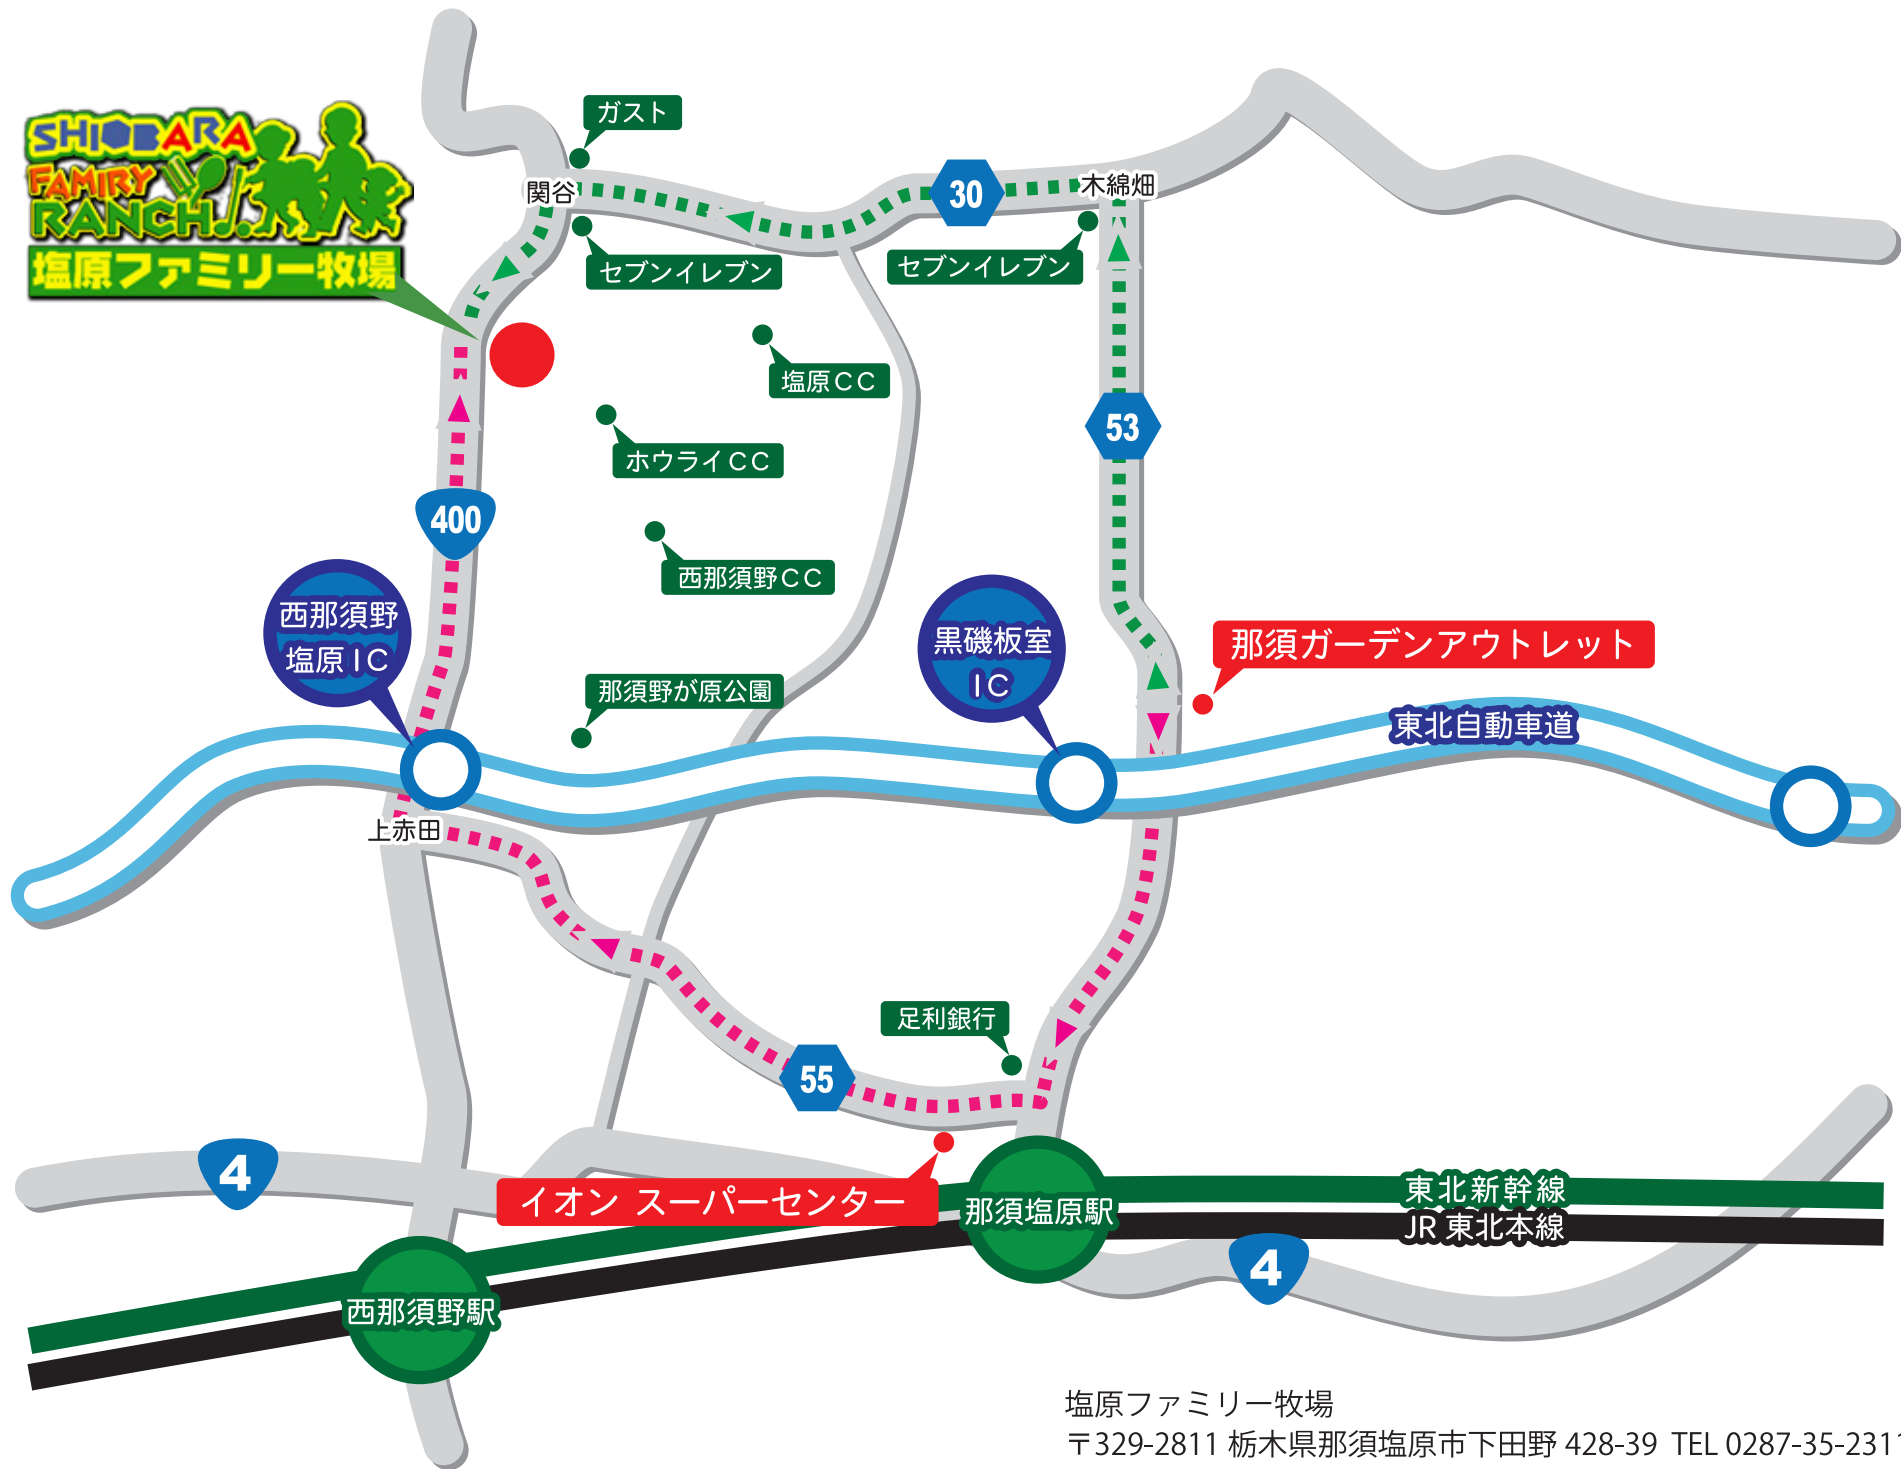 SHIOBARA
FAMIRY
RANCH
塩原ファミリー牧場
ガスト
関谷
30
木綿畑
セブンイレブン
セブンイレブン
塩原CC
53
ホウライCC
400
西那須野CC
西那須野
塩原IC
黒磯板室
IC
那須ガーデンアウトレット
那須野が原公園
東北自動車道
上赤田
足利銀行
55
4
イオン スーパーセンター
那須塩原駅
東北新幹線
JR 東北本線
4
西那須野駅
塩原ファミリー牧場
〒329-2811 栃木県那須塩原市下田野 428-39 TEL 0287-35-2311